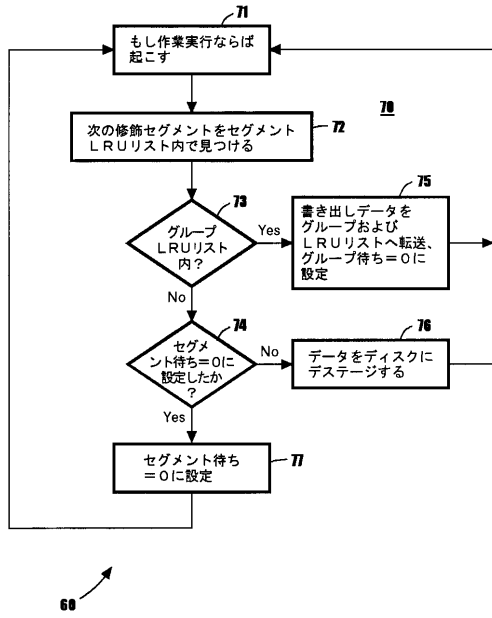 71
もし作業実行ならば
起こす
70
72
次の修飾セグメントをセグメント
LRUリスト内で見つける
73
グループ
LRUリスト
内?
Yes
No
75
書き出しデータを
グループおよび
LRUリストへ転送、
グループ待ち=0に
設定
74
セグメ
ント待ち=0に
設定したか
?
No
Yes
76
データをディスクに
デステージする
77
セグメント待ち
=0に設定
60